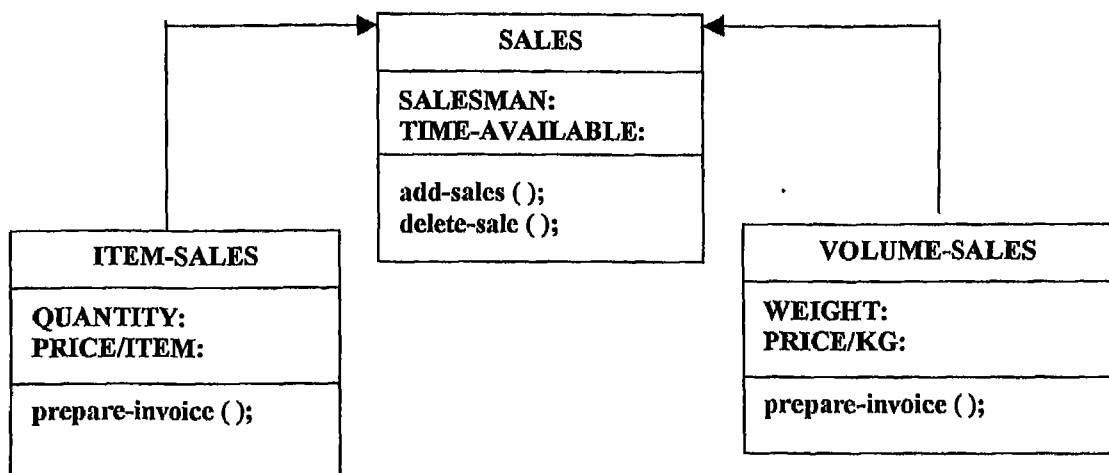 SALES
SALESMAN:
TIME-AVAILABLE:
add-sales ( );
delete-sale ( );
ITEM-SALES
QUANTITY:
PRICE/ITEM:
prepare-invoice ( );
VOLUME-SALES
WEIGHT:
PRICE/KG:
prepare-invoice ( );